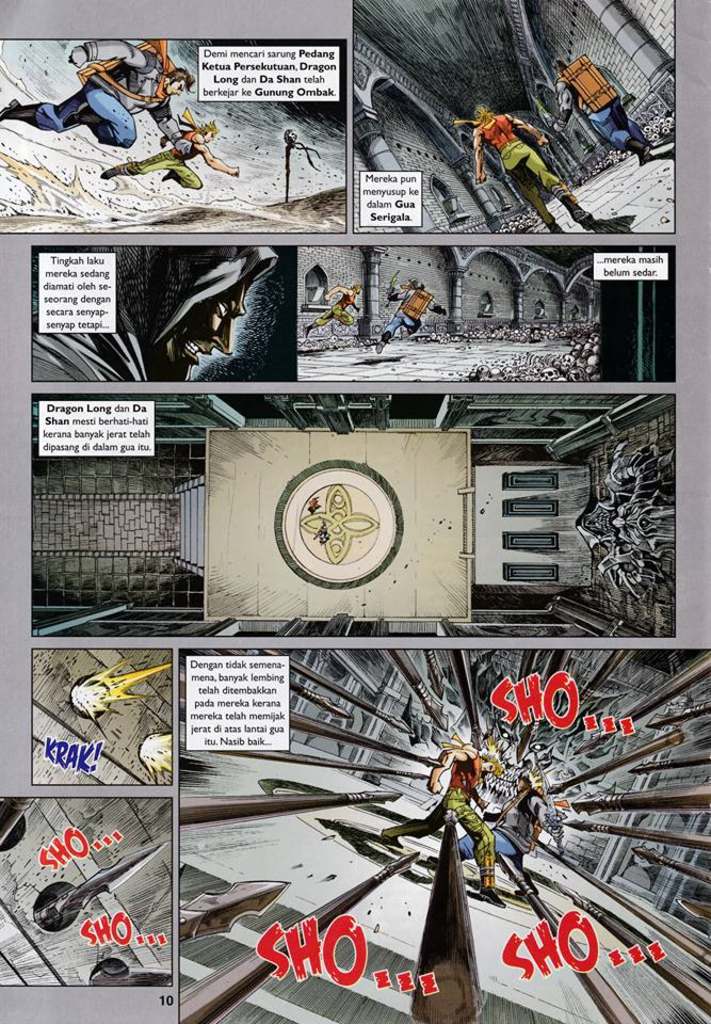 Demi mencari sarung Pedang
Ketua Persekutuan, Dragon
Long dan Da Shan telah
berkejar ke Gunung Ombak.
Mereka pun
menyusup ke
dalam Gua
Serigala.
Tingkah laku
mereka sedang
diamati oleh se-
seorang dengan
secara senyap-
senyap tetapi...
...mereka masih
belum sedar.
Dragon Long dan Da
Shan mesti berhati-hati
kerana banyak jerat telah
dipasang di dalam gua itu.
KRAK!
Dengan tidak semena-
mena, banyak lembing
telah ditembakkan
pada mereka kerana
mereka telah memijak
jerat di atas lantai gua
itu. Nasib baik...
SHO...
SHO...
SHO...
SHO...
SHO...
10